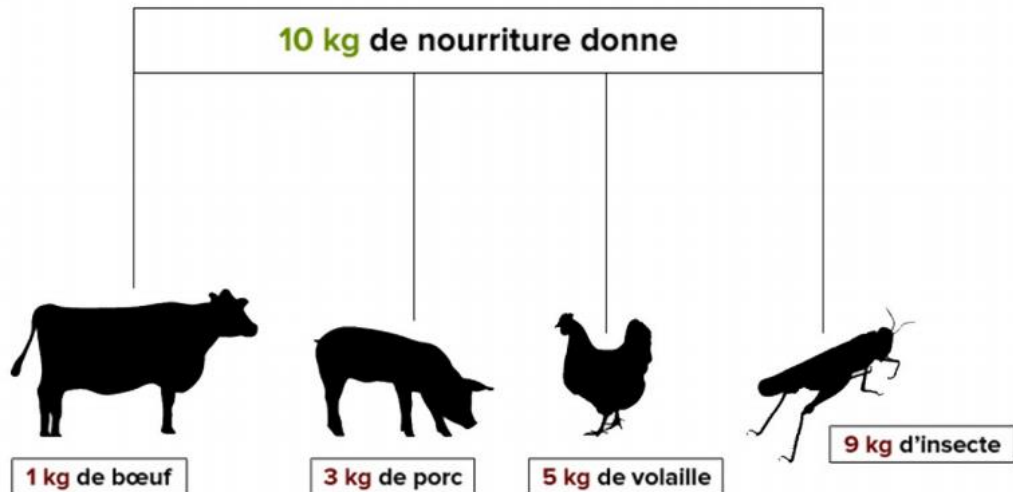 10 kg de nourriture donne
1 kg de bœuf
3 kg de porc
5 kg de volaille
9 kg d’insecte